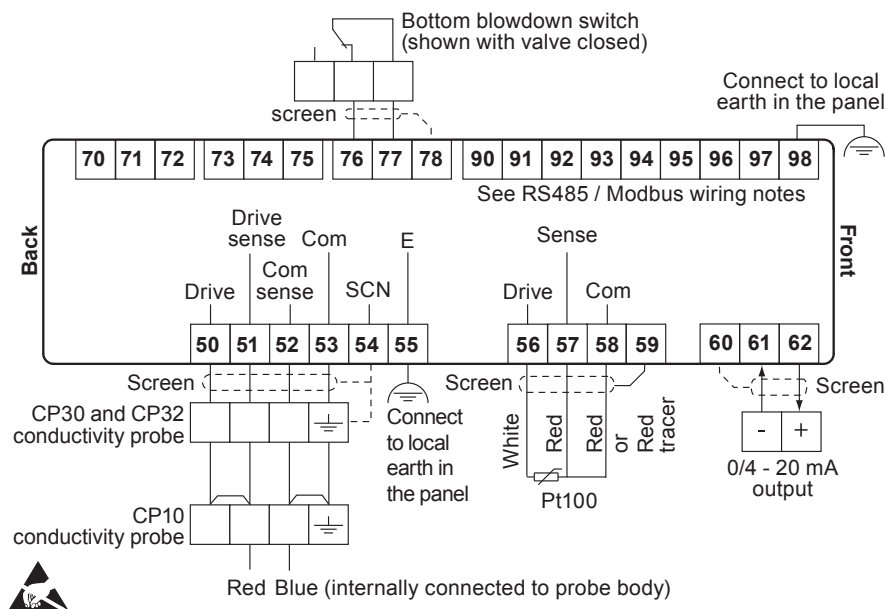 Bottom blowdown switch
(shown with valve closed)
Connect to local
earth in the panel
screen
70 71 72 73 74 75 76 77 78 90 91 92 93 94 95 96 97 98
See RS485 / Modbus wiring notes
Back
Front
Drive
Drive
sense
Com
sense
Com
SCN
E
Drive
Sense
Com
50 51 52 53 54 55 56 57 58 59 60 61 62
Screen
Screen
Screen
CP30 and CP32
conductivity probe
Connect
to local
earth in
the panel
White
Red
Red
or
Red
tracer
Pt100
- +
0/4 - 20 mA
output
CP10
conductivity probe
Red Blue (internally connected to probe body)